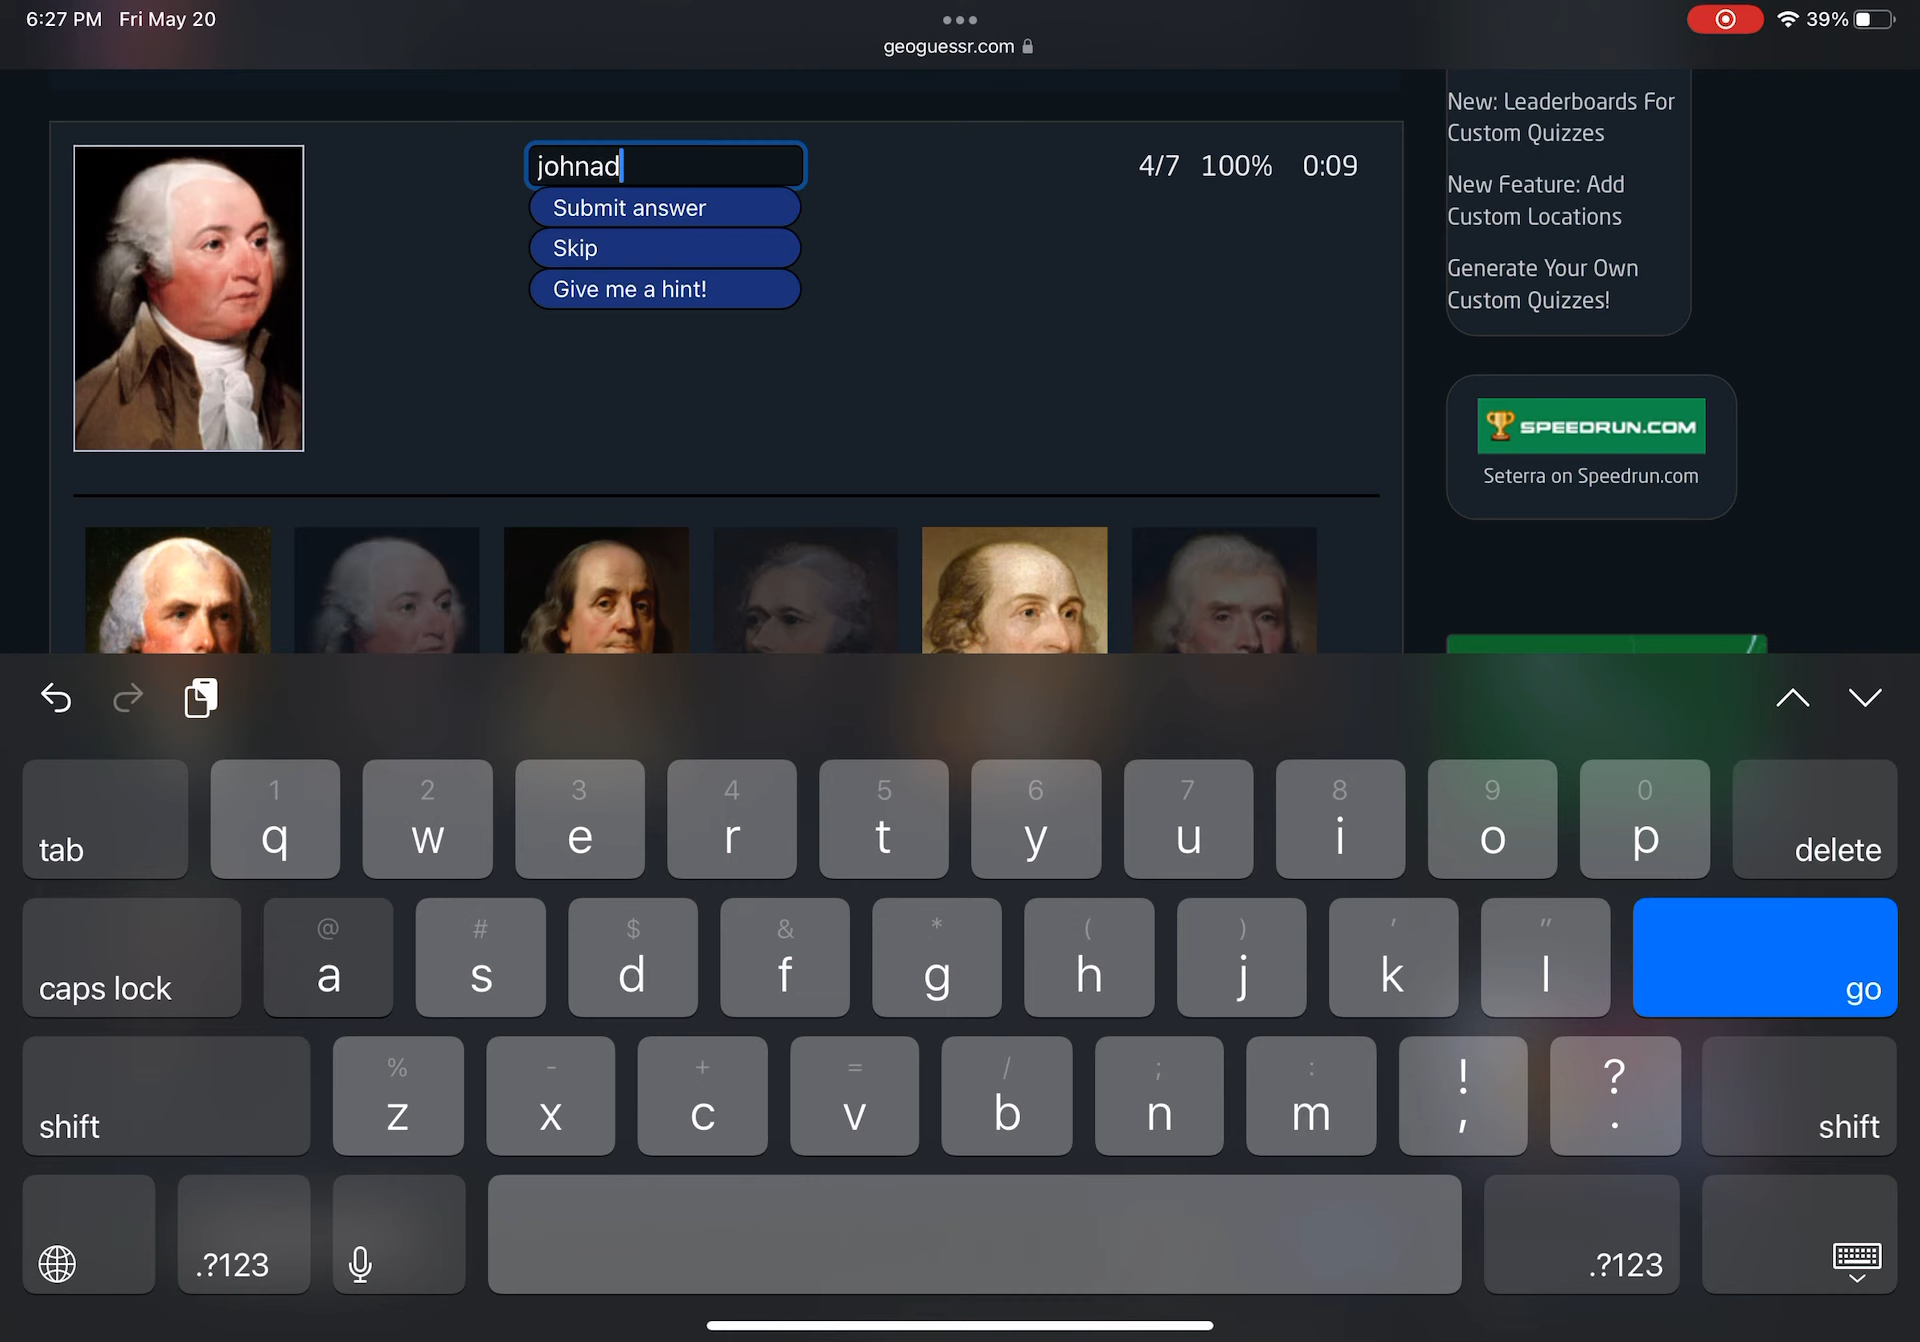 6:27 PM Fri May 20
39%
geoguessr.com
johnad
4/7 100% 0:09
Submit answer
Skip
Give me a hint!
New: Leaderboards For
Custom Quizzes
New Feature: Add
Custom Locations
Generate Your Own
Custom Quizzes!
SPEEDRUN.COM
Seterra on Speedrun.com
tab 1 q 2 w 3 e 4 r 5 t 6 y 7 u 8 i 9 o 0 p delete
caps lock @ a # s $ d & f * g ( h ) j ' k " l go
shift % z - x + c = v / b ; n : m ! , ? . shift
.?123 .?123